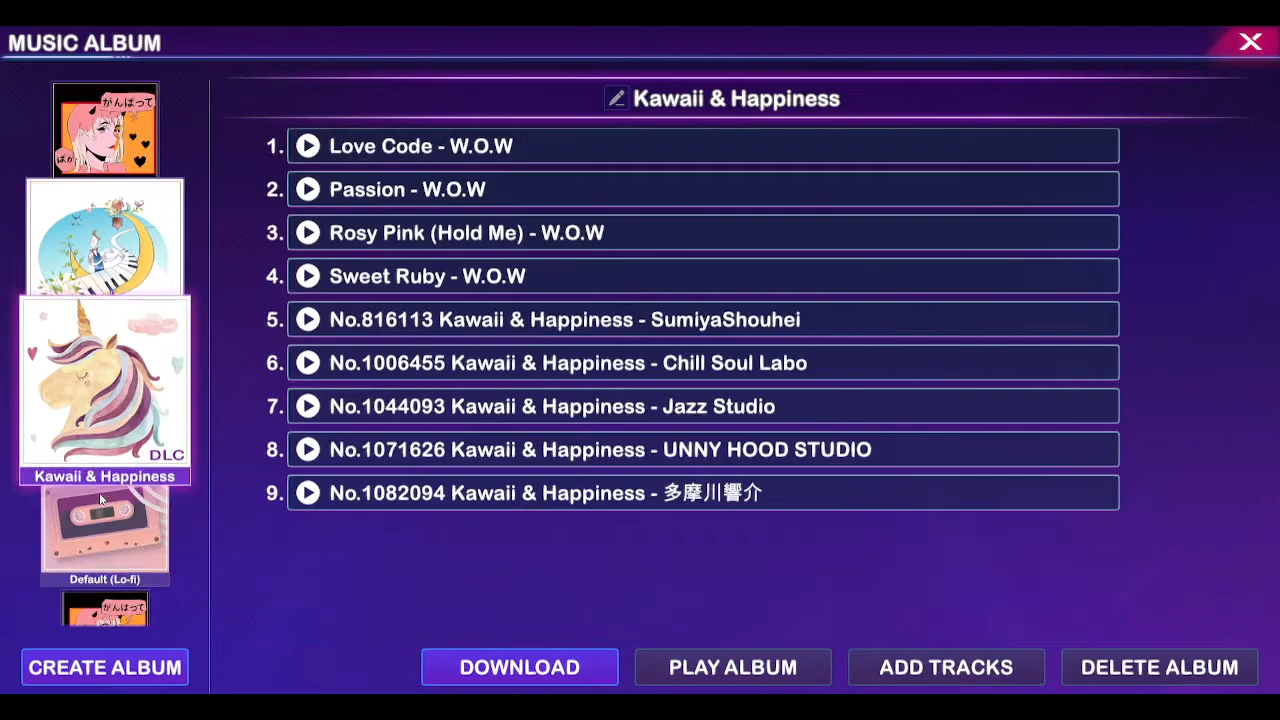 MUSIC ALBUM
がんばって
ばか
DLC
Kawaii & Happiness
Default (Lo-fi)
がんばって
CREATE ALBUM
Kawaii & Happiness
1. Love Code - W.O.W
2. Passion - W.O.W
3. Rosy Pink (Hold Me) - W.O.W
4. Sweet Ruby - W.O.W
5. No.816113 Kawaii & Happiness - SumiyaShouhei
6. No.1006455 Kawaii & Happiness - Chill Soul Labo
7. No.1044093 Kawaii & Happiness - Jazz Studio
8. No.1071626 Kawaii & Happiness - UNNY HOOD STUDIO
9. No.1082094 Kawaii & Happiness - 多摩川響介
DOWNLOAD
PLAY ALBUM
ADD TRACKS
DELETE ALBUM